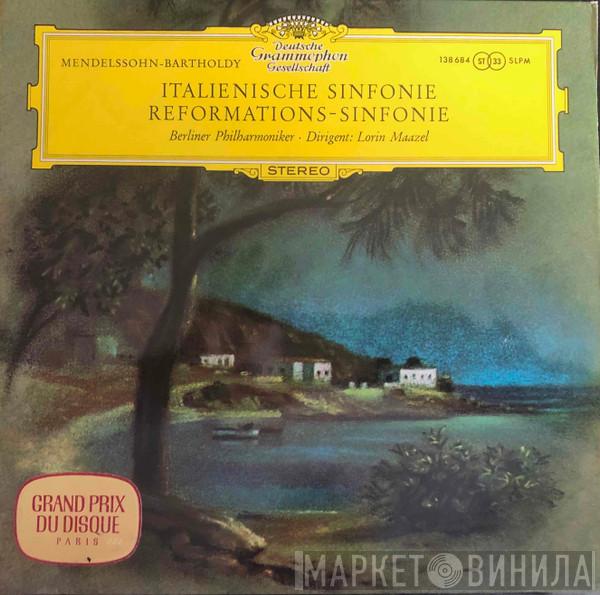 Deutsche
Grammophon
Gesellschaft
MENDELSSOHN-BARTHOLDY
138 684 ST 33 SLPM
ITALIENISCHE SINFONIE
REFORMATIONS-SINFONIE
Berliner Philharmoniker · Dirigent: Lorin Maazel
STEREO
GRAND PRIX
DU DISQUE
PARIS
МАРКЕТ ВИНИЛА